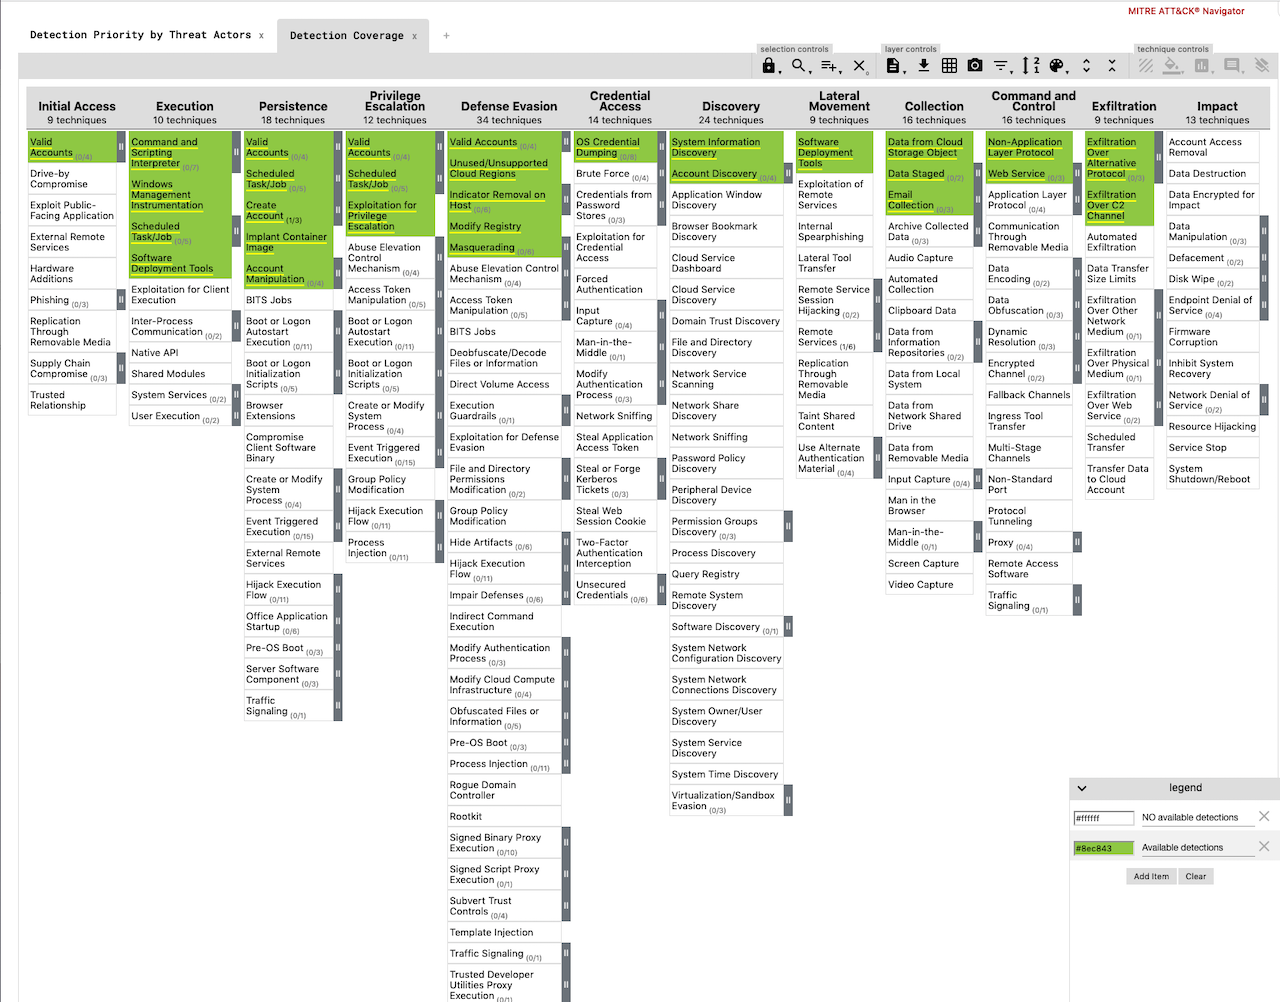 MITRE ATT&CK® Navigator
Detection Priority by Threat Actors x
Detection Coverage x
+
selection controls
layer controls
technique controls
Initial Access
9 techniques
Valid
Accounts (0/4)
Drive-by
Compromise
Exploit Public-
Facing Application
External Remote
Services
Hardware
Additions
Phishing (0/3)
Replication
Through
Removable Media
Supply Chain
Compromise (0/3)
Trusted
Relationship
Execution
10 techniques
Command and
Scripting
Interpreter (0/7)
Windows
Management
Instrumentation
Scheduled
Task/Job (0/5)
Software
Deployment Tools
Exploitation for Client
Execution
Inter-Process
Communication (0/2)
Native API
Shared Modules
System Services (0/2)
User Execution (0/2)
Persistence
18 techniques
Valid
Accounts (0/4)
Scheduled
Task/Job (0/5)
Create
Account (1/3)
Implant Container
Image
Account
Manipulation (0/4)
BITS Jobs
Boot or Logon
Autostart
Execution (0/11)
Boot or Logon
Initialization
Scripts (0/5)
Browser
Extensions
Compromise
Client Software
Binary
Create or Modify
System
Process (0/4)
Event Triggered
Execution (0/15)
External Remote
Services
Hijack Execution
Flow (0/11)
Office Application
Startup (0/6)
Pre-OS Boot (0/3)
Server Software
Component (0/3)
Traffic
Signaling (0/1)
Privilege
Escalation
12 techniques
Valid
Accounts (0/4)
Scheduled
Task/Job (0/5)
Exploitation for
Privilege
Escalation
Abuse Elevation
Control
Mechanism (0/4)
Access Token
Manipulation (0/5)
Boot or Logon
Autostart
Execution (0/11)
Boot or Logon
Initialization
Scripts (0/5)
Create or Modify
System
Process (0/4)
Event Triggered
Execution (0/15)
Group Policy
Modification
Hijack Execution
Flow (0/11)
Process
Injection (0/11)
Defense Evasion
34 techniques
Valid Accounts (0/4)
Unused/Unsupported
Cloud Regions
Indicator Removal on
Host (0/6)
Modify Registry
Masquerading (0/6)
Abuse Elevation Control
Mechanism (0/4)
Access Token
Manipulation (0/5)
BITS Jobs
Deobfuscate/Decode
Files or Information
Direct Volume Access
Execution
Guardrails (0/1)
Exploitation for Defense
Evasion
File and Directory
Permissions
Modification (0/2)
Group Policy
Modification
Hide Artifacts (0/6)
Hijack Execution
Flow (0/11)
Impair Defenses (0/6)
Indirect Command
Execution
Modify Authentication
Process (0/3)
Modify Cloud Compute
Infrastructure (0/4)
Obfuscated Files or
Information (0/5)
Pre-OS Boot (0/3)
Process Injection (0/11)
Rogue Domain
Controller
Rootkit
Signed Binary Proxy
Execution (0/10)
Signed Script Proxy
Execution (0/1)
Subvert Trust
Controls (0/4)
Template Injection
Traffic Signaling (0/1)
Trusted Developer
Utilities Proxy
Execution (0/1)
Credential
Access
14 techniques
OS Credential
Dumping (0/8)
Brute Force (0/4)
Credentials from
Password
Stores (0/3)
Exploitation for
Credential
Access
Forced
Authentication
Input
Capture (0/4)
Man-in-the-
Middle (0/1)
Modify
Authentication
Process (0/3)
Network Sniffing
Steal Application
Access Token
Steal or Forge
Kerberos
Tickets (0/3)
Steal Web
Session Cookie
Two-Factor
Authentication
Interception
Unsecured
Credentials (0/6)
Discovery
24 techniques
System Information
Discovery
Account Discovery (0/4)
Application Window
Discovery
Browser Bookmark
Discovery
Cloud Service
Dashboard
Cloud Service
Discovery
Domain Trust Discovery
File and Directory
Discovery
Network Service
Scanning
Network Share
Discovery
Network Sniffing
Password Policy
Discovery
Peripheral Device
Discovery
Permission Groups
Discovery (0/3)
Process Discovery
Query Registry
Remote System
Discovery
Software Discovery (0/1)
System Network
Configuration Discovery
System Network
Connections Discovery
System Owner/User
Discovery
System Service
Discovery
System Time Discovery
Virtualization/Sandbox
Evasion (0/3)
Lateral
Movement
9 techniques
Software
Deployment
Tools
Exploitation of
Remote
Services
Internal
Spearphishing
Lateral Tool
Transfer
Remote Service
Session
Hijacking (0/2)
Remote
Services (1/6)
Replication
Through
Removable
Media
Taint Shared
Content
Use Alternate
Authentication
Material (0/4)
Collection
16 techniques
Data from Cloud
Storage Object
Data Staged (0/2)
Email
Collection (0/3)
Archive Collected
Data (0/3)
Audio Capture
Automated
Collection
Clipboard Data
Data from
Information
Repositories (0/2)
Data from Local
System
Data from
Network Shared
Drive
Data from
Removable Media
Input Capture (0/4)
Man in the
Browser
Man-in-the-
Middle (0/1)
Screen Capture
Video Capture
Command and
Control
16 techniques
Non-Application
Layer Protocol
Web Service (0/3)
Application Layer
Protocol (0/4)
Communication
Through
Removable Media
Data
Encoding (0/2)
Data
Obfuscation (0/3)
Dynamic
Resolution (0/3)
Encrypted
Channel (0/2)
Fallback Channels
Ingress Tool
Transfer
Multi-Stage
Channels
Non-Standard
Port
Protocol
Tunneling
Proxy (0/4)
Remote Access
Software
Traffic
Signaling (0/1)
Exfiltration
9 techniques
Exfiltration
Over
Alternative
Protocol (0/3)
Exfiltration
Over C2
Channel
Automated
Exfiltration
Data Transfer
Size Limits
Exfiltration
Over Other
Network
Medium (0/1)
Exfiltration
Over Physical
Medium (0/1)
Exfiltration
Over Web
Service (0/2)
Scheduled
Transfer
Transfer Data
to Cloud
Account
Impact
13 techniques
Account Access
Removal
Data Destruction
Data Encrypted for
Impact
Data
Manipulation (0/3)
Defacement (0/2)
Disk Wipe (0/2)
Endpoint Denial of
Service (0/4)
Firmware
Corruption
Inhibit System
Recovery
Network Denial of
Service (0/2)
Resource Hijacking
Service Stop
System
Shutdown/Reboot
legend
#ffffff NO available detections
#8ec843 Available detections
Add Item Clear